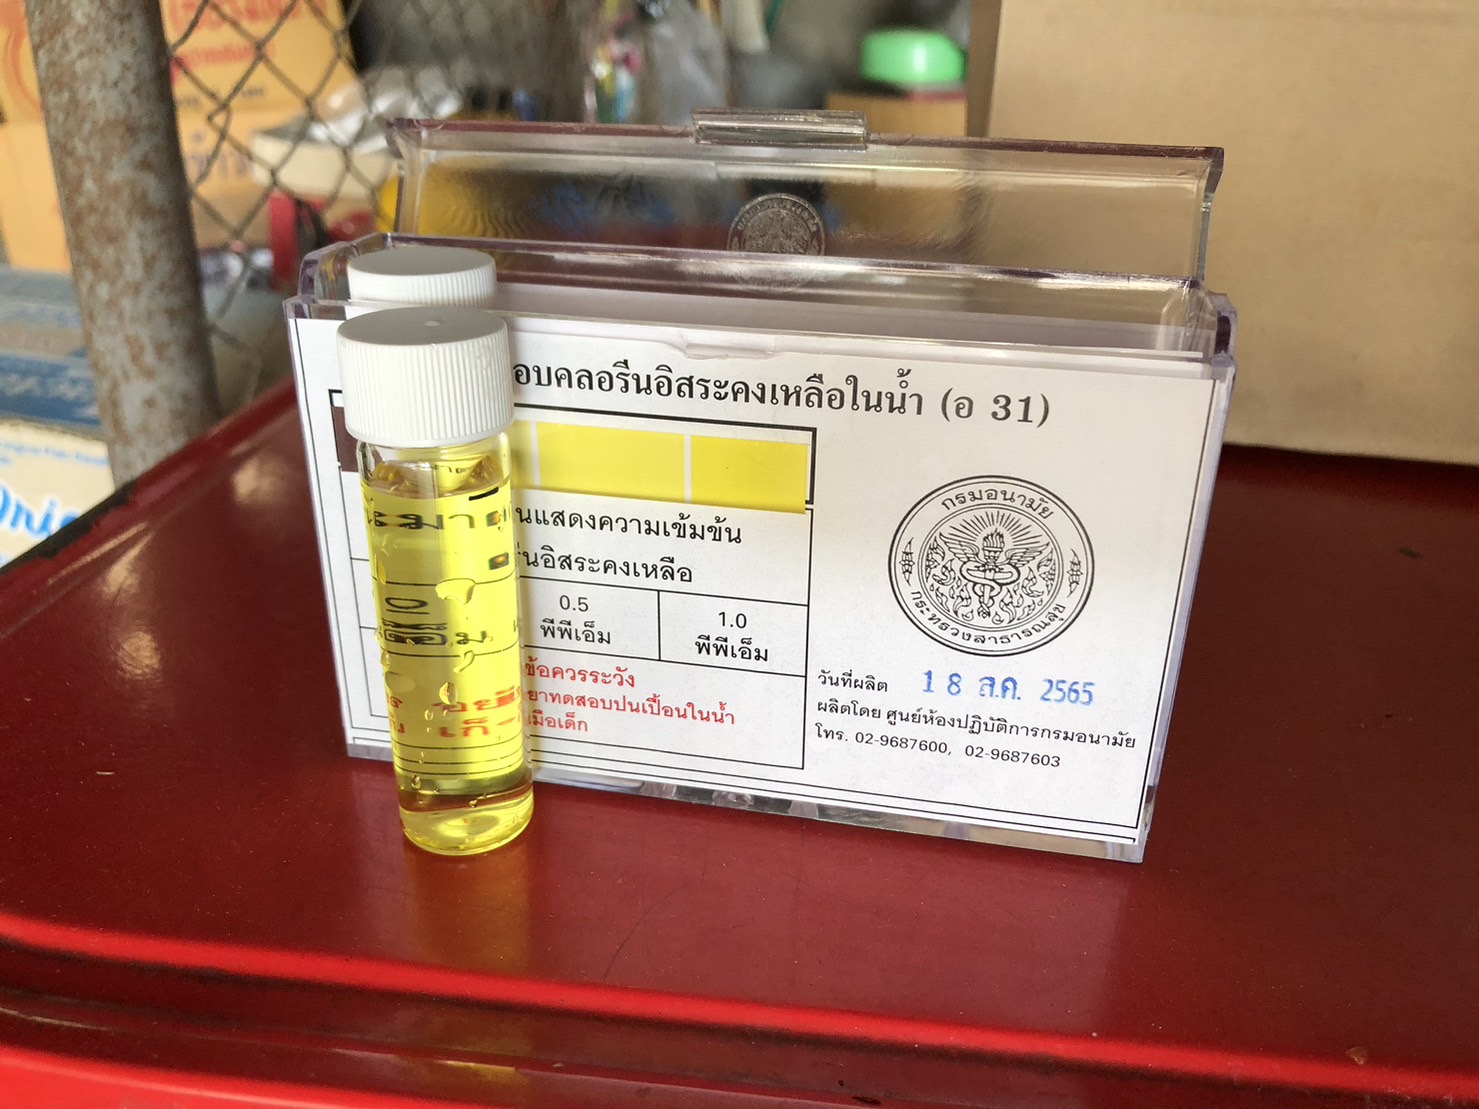 อบคลอรีนอิสระคงเหลือในน้ำ (อ 31)
นแสดงความเข้มข้น
นอิสระคงเหลือ
0.5
พีพีเอ็ม
1.0
พีพีเอ็ม
ข้อควรระวัง
ยาทดสอบปนเปื้อนในน้ำ
มือเด็ก
กรมอนามัย
กระทรวงสาธารณสุข
วันที่ผลิต 18 ส.ค. 2565
ผลิตโดย ศูนย์ห้องปฏิบัติการกรมอนามัย
โทร. 02-9687600, 02-9687603